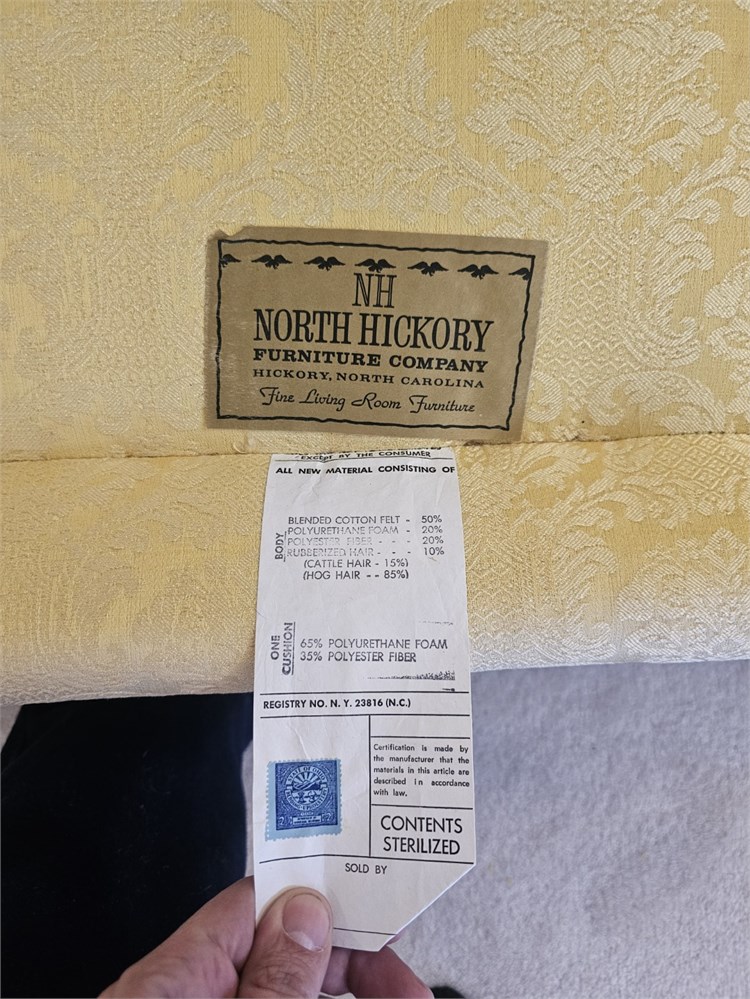 NH
NORTH HICKORY
FURNITURE COMPANY
HICKORY, NORTH CAROLINA
Fine Living Room Furniture
EXCEPT BY THE CONSUMER
ALL NEW MATERIAL CONSISTING OF
BODY
BLENDED COTTON FELT - 50%
POLYURETHANE FOAM - 20%
POLYESTER FIBER - - - 20%
RUBBERIZED HAIR - - - 10%
(CATTLE HAIR - 15%)
(HOG HAIR - - 85%)
ONE CUSHION
65% POLYURETHANE FOAM
35% POLYESTER FIBER
REGISTRY NO. N. Y. 23816 (N.C.)
Certification is made by
the manufacturer that the
materials in this article are
described in accordance
with law.
CONTENTS
STERILIZED
SOLD BY